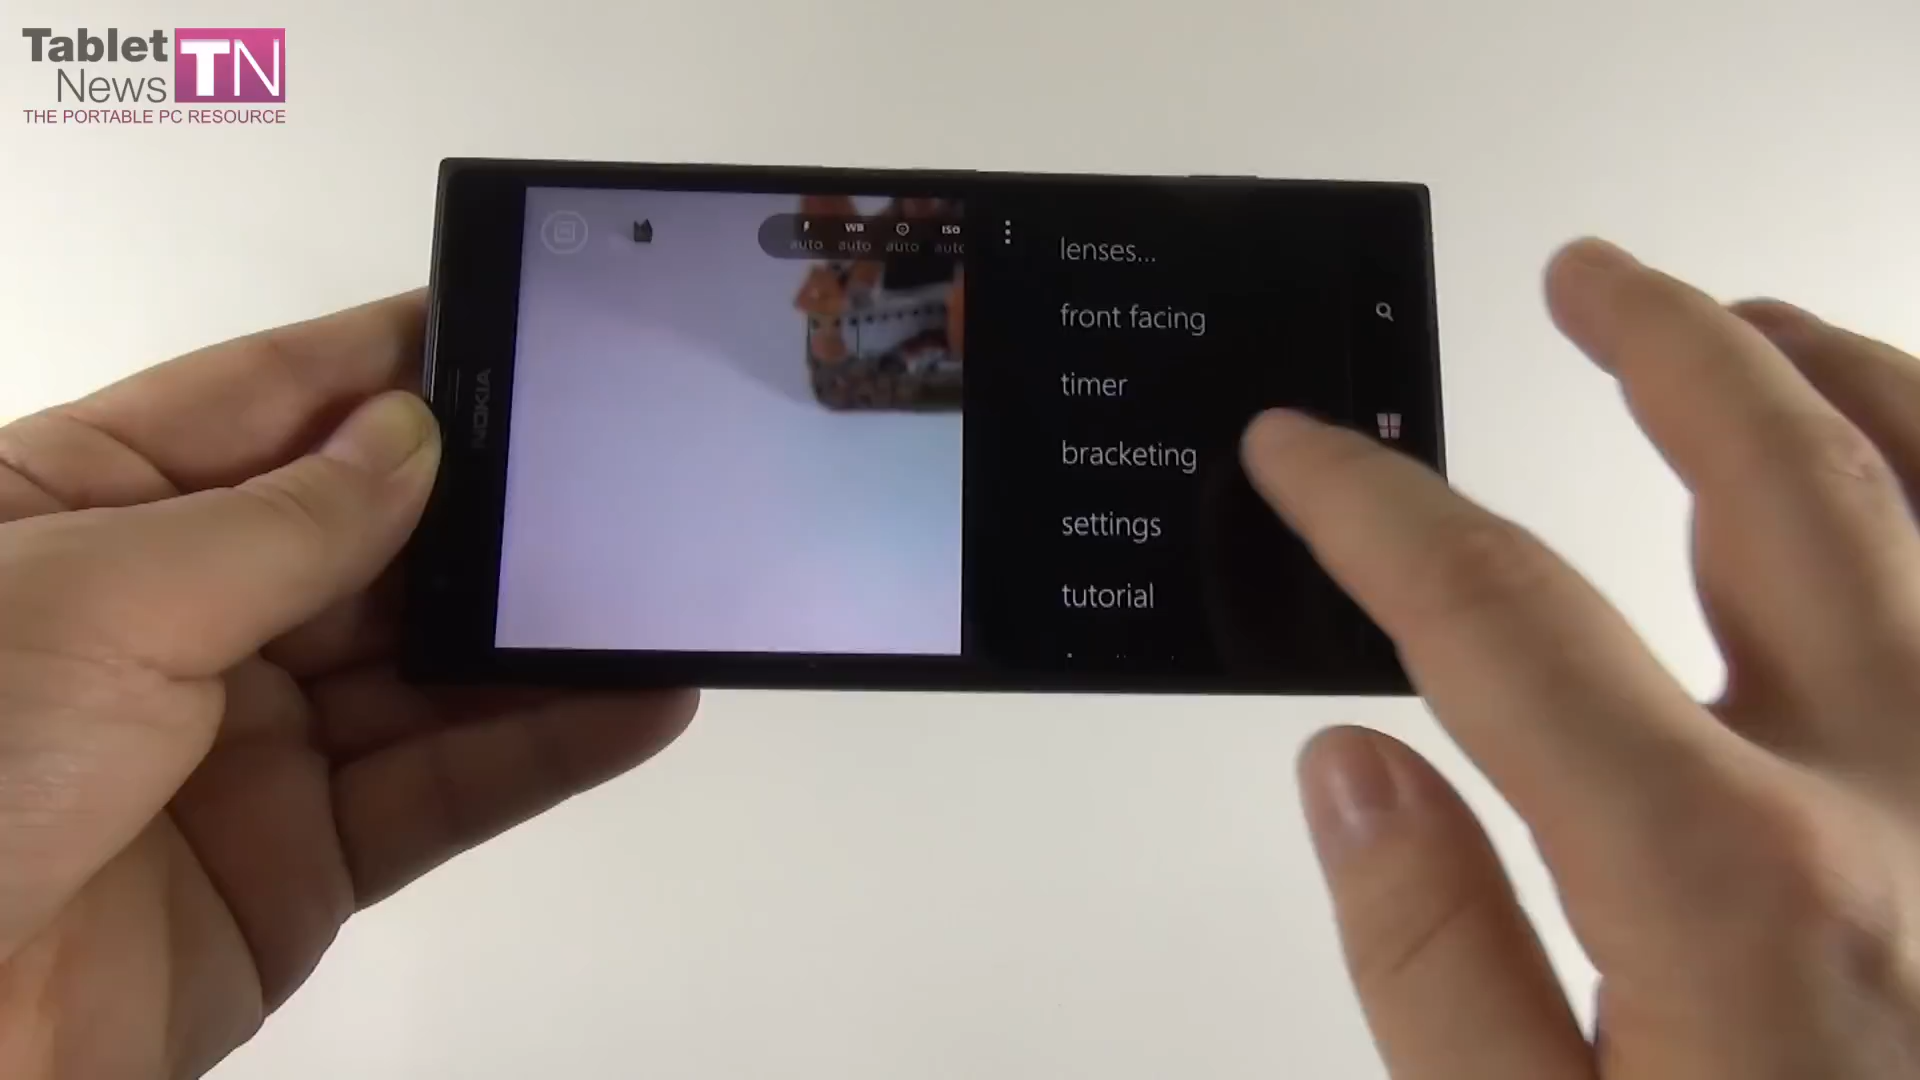 Tablet
News TN
THE PORTABLE PC RESOURCE
NOKIA
WB
ISO
auto
auto
auto
auto
lenses...
front facing
timer
bracketing
settings
tutorial